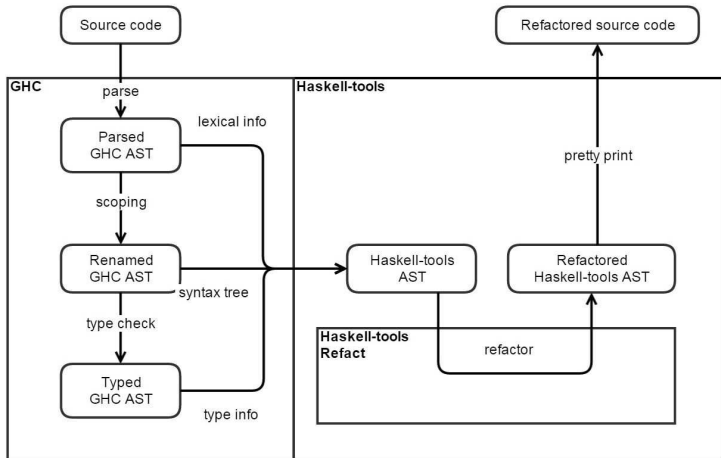 Source code
Refactored source code
GHC
Haskell-tools
parse
lexical info
Parsed
GHC AST
pretty print
scoping
Renamed
GHC AST
syntax tree
Haskell-tools
AST
Refactored
Haskell-tools AST
type check
Haskell-tools
Refact
refactor
Typed
GHC AST
type info